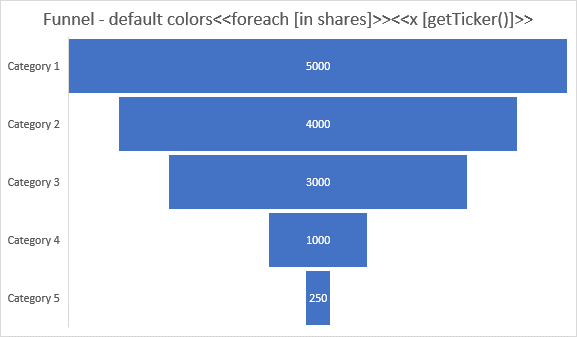 Funnel - default colors<<foreach [in shares]>><<x [getTicker()]>>
Category 1 5000
Category 2 4000
Category 3 3000
Category 4 1000
Category 5 250